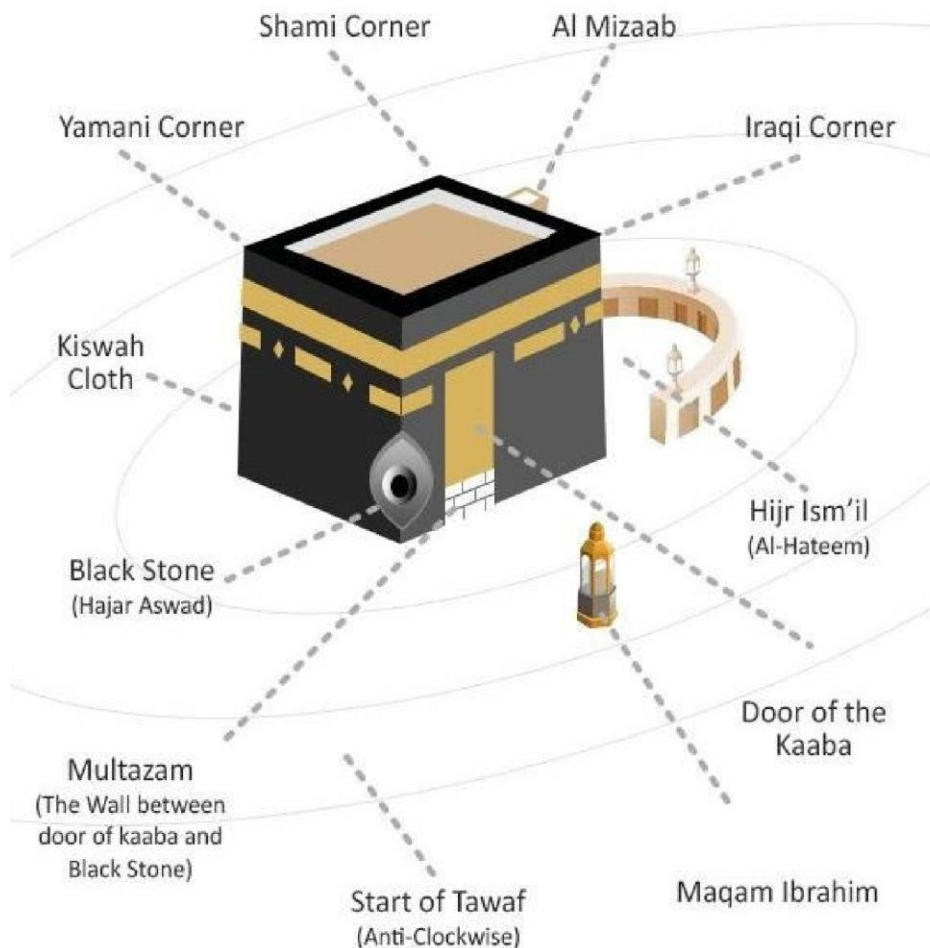 Shami Corner
Al Mizaab
Yamani Corner
Iraqi Corner
Kiswah
Cloth
Hijr Ism'il
(Al-Hateem)
Black Stone
(Hajar Aswad)
Door of the
Kaaba
Multazam
(The Wall between
door of kaaba and
Black Stone)
Maqam Ibrahim
Start of Tawaf
(Anti-Clockwise)